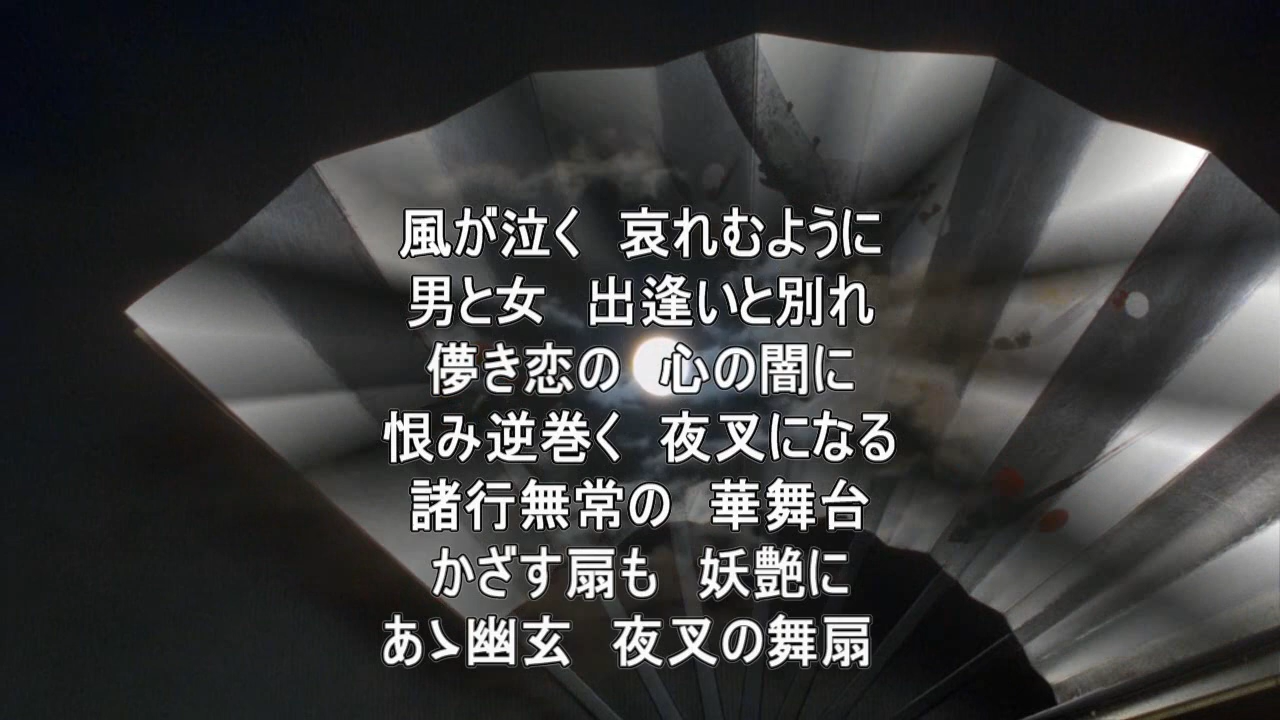 風が泣く　哀れむように
男と女　出逢いと別れ
儚き恋の　心の闇に
恨み逆巻く　夜叉になる
諸行無常の　華舞台
かざす扇も　妖艶に
あゝ幽玄　夜叉の舞扇